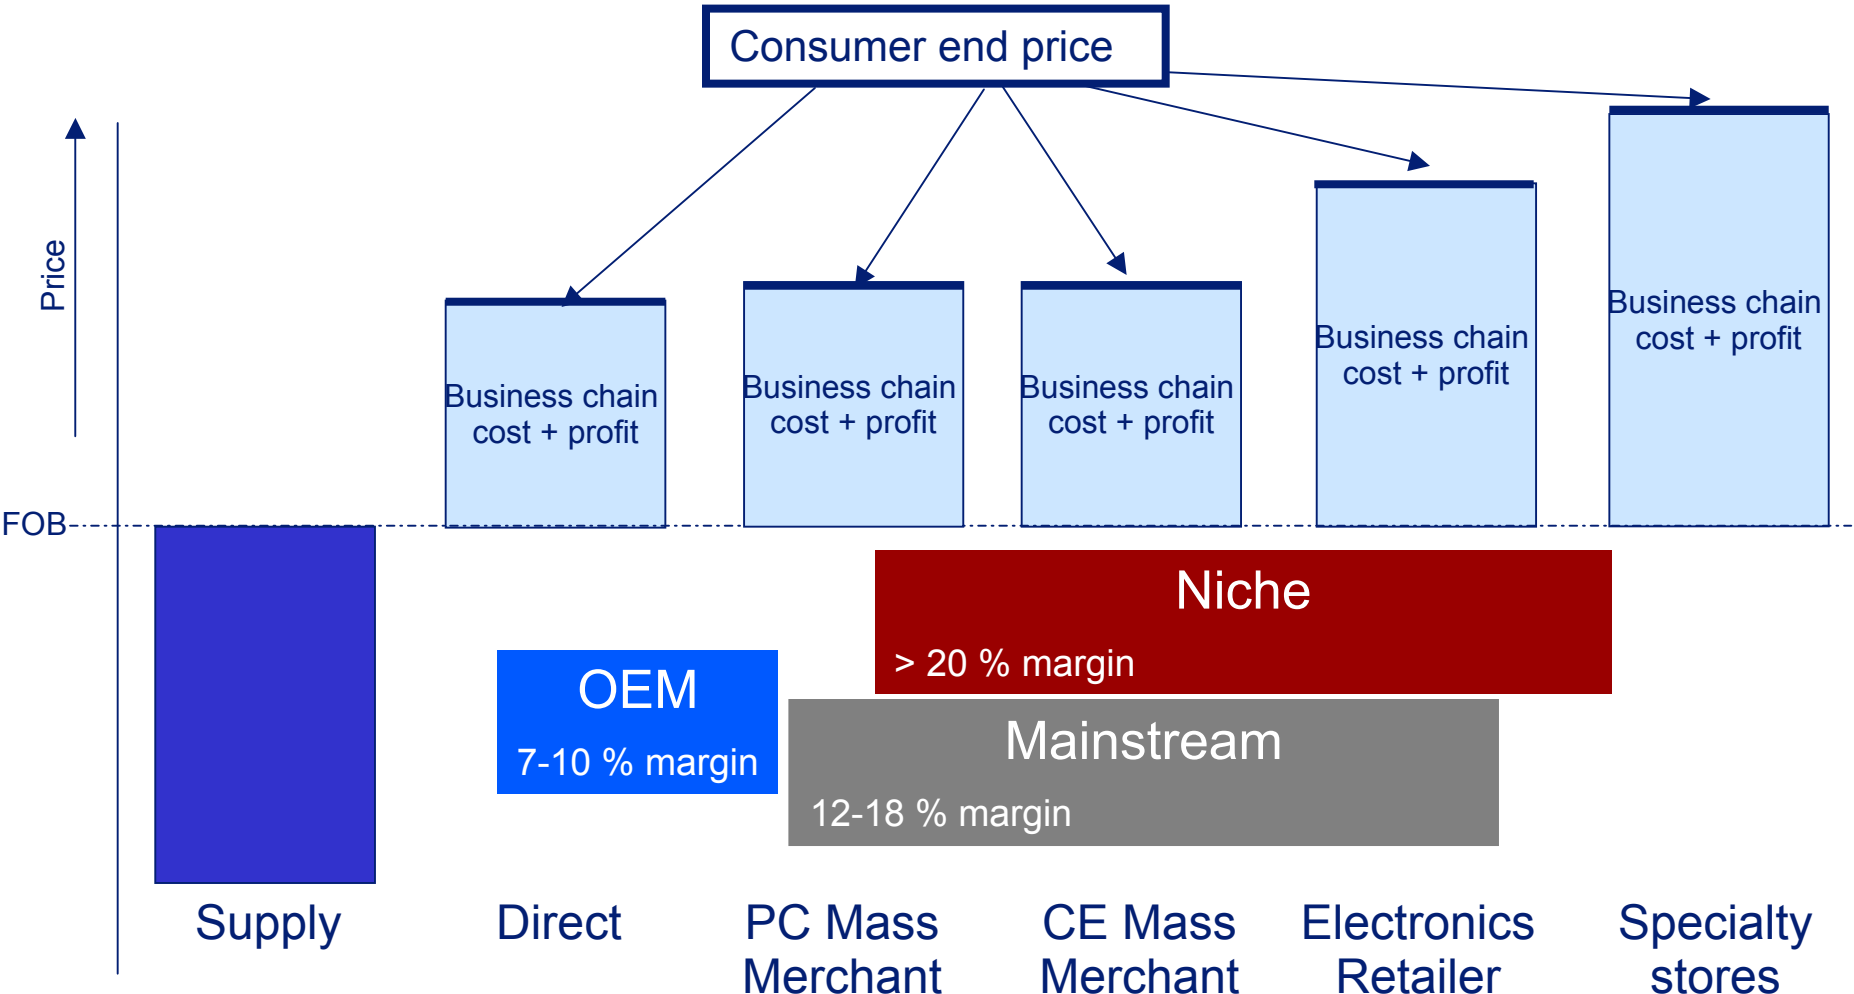 Consumer end price
Price
Business chain
cost + profit
Business chain
cost + profit
Business chain
cost + profit
Business chain
cost + profit
Business chain
cost + profit
FOB
Niche
> 20 % margin
OEM
7-10 % margin
Mainstream
12-18 % margin
Supply
Direct
PC Mass
Merchant
CE Mass
Merchant
Electronics
Retailer
Specialty
stores